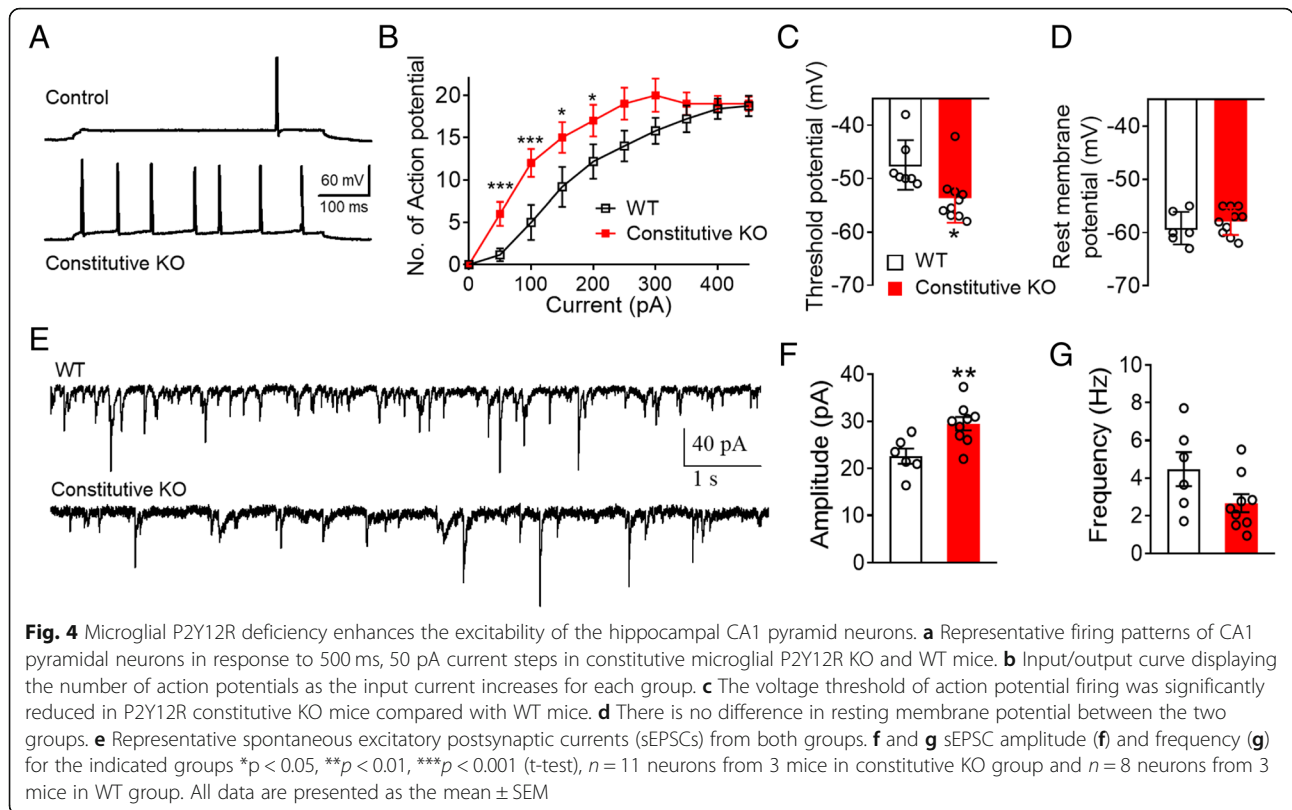 A
Control
60 mV
100 ms
Constitutive KO
B
No. of Action potential
20
15
10
5
0
***
***
*
*
WT
Constitutive KO
0
100
200
300
400
Current (pA)
C
Threshold potential (mV)
-40
-50
-60
-70
*
WT
Constitutive KO
D
Rest membrane
potential (mV)
-40
-50
-60
-70
E
WT
40 pA
1 s
Constitutive KO
F
Amplitude (pA)
40
30
20
10
0
**
G
Frequency (Hz)
10
8
6
4
2
0
Fig. 4 Microglial P2Y12R deficiency enhances the excitability of the hippocampal CA1 pyramid neurons. a Representative firing patterns of CA1
pyramidal neurons in response to 500 ms, 50 pA current steps in constitutive microglial P2Y12R KO and WT mice. b Input/output curve displaying
the number of action potentials as the input current increases for each group. c The voltage threshold of action potential firing was significantly
reduced in P2Y12R constitutive KO mice compared with WT mice. d There is no difference in resting membrane potential between the two
groups. e Representative spontaneous excitatory postsynaptic currents (sEPSCs) from both groups. f and g sEPSC amplitude (f) and frequency (g)
for the indicated groups *p < 0.05, **p < 0.01, ***p < 0.001 (t-test), n = 11 neurons from 3 mice in constitutive KO group and n = 8 neurons from 3
mice in WT group. All data are presented as the mean ± SEM